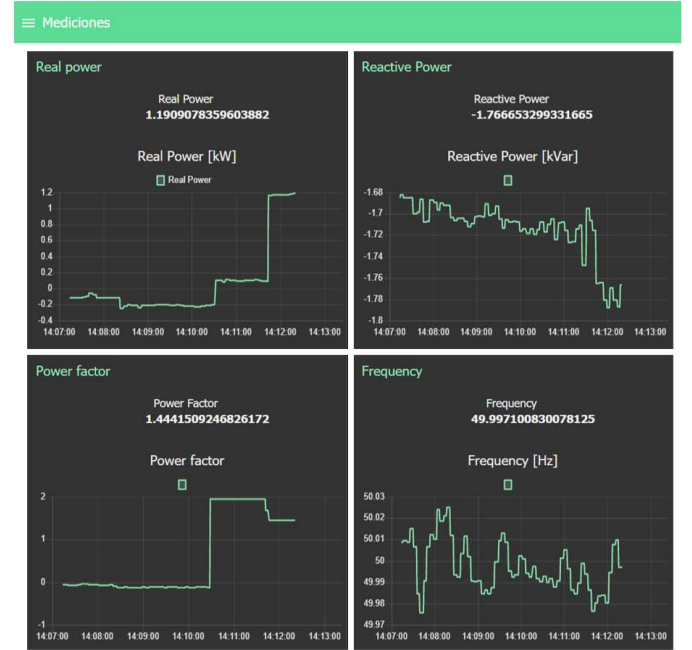 Mediciones
Real power
Real Power
1.1909078359603882
Real Power [kW]
Real Power
1.2
1
0.8
0.6
0.4
0.2
0
-0.2
-0.4
14:07:00 14:08:00 14:09:00 14:10:00 14:11:00 14:12:00 14:13:00
Reactive Power
Reactive Power
-1.766653299331665
Reactive Power [kVar]
-1.68
-1.7
-1.72
-1.74
-1.76
-1.78
-1.8
14:07:00 14:08:00 14:09:00 14:10:00 14:11:00 14:12:00 14:13:00
Power factor
Power Factor
1.4441509246826172
Power factor
2
1
0
-1
14:07:00 14:08:00 14:09:00 14:10:00 14:11:00 14:12:00 14:13:00
Frequency
Frequency
49.997100830078125
Frequency [Hz]
50.03
50.02
50.01
50
49.99
49.98
49.97
14:07:00 14:08:00 14:09:00 14:10:00 14:11:00 14:12:00 14:13:00